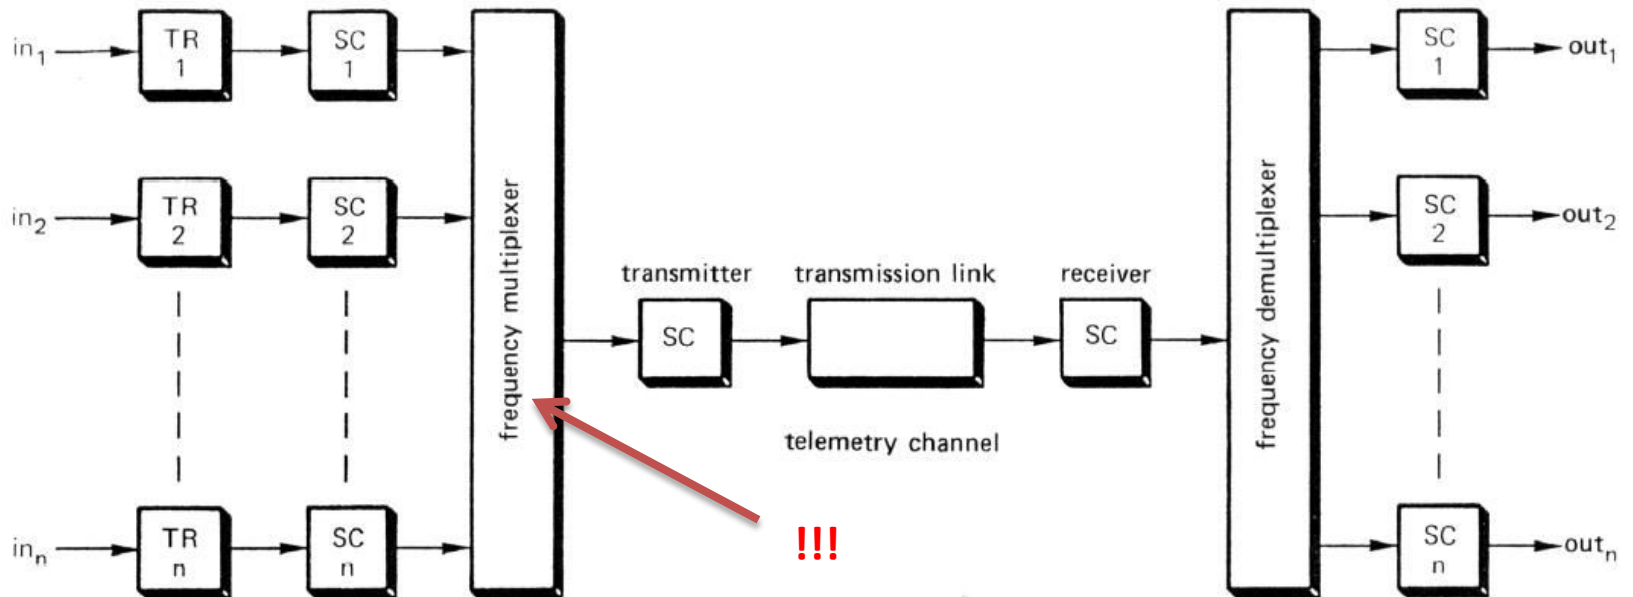 in1
TR
1
SC
1
in2
TR
2
SC
2
inn
TR
n
SC
n
frequency multiplexer
transmitter
SC
transmission link
receiver
SC
telemetry channel
!!!
frequency demultiplexer
SC
1
out1
SC
2
out2
SC
n
outn